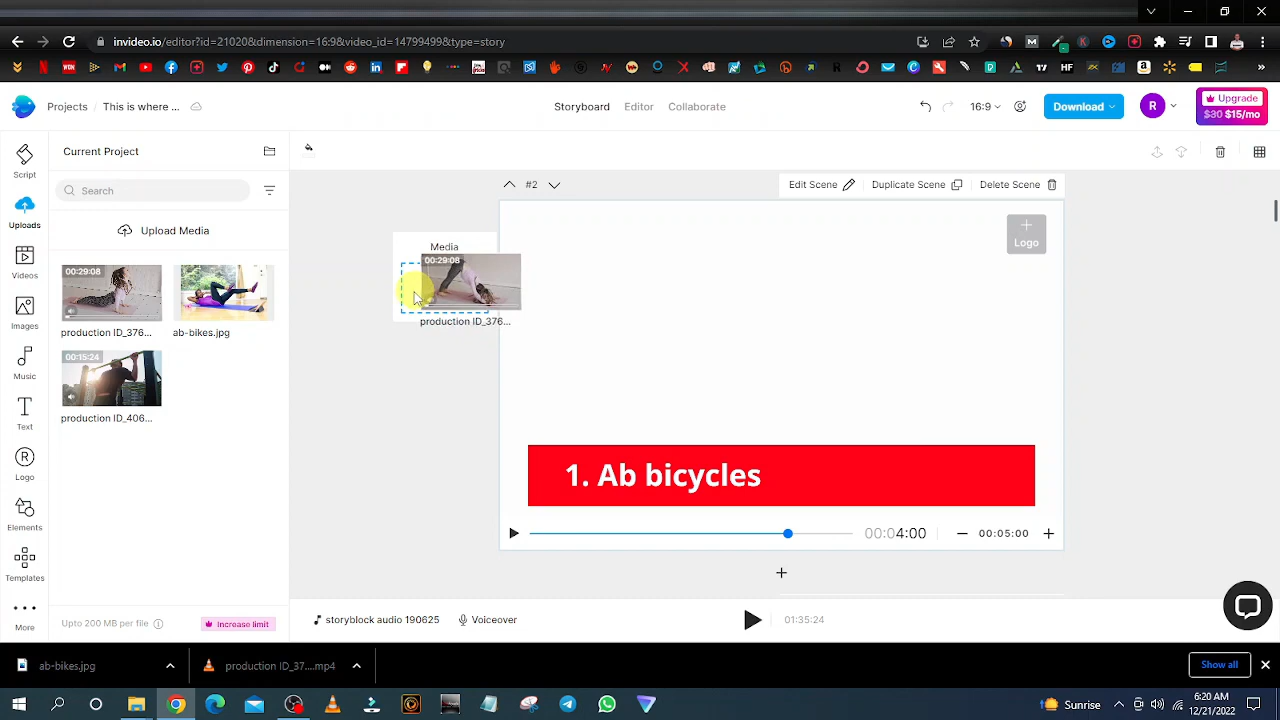 invideo.io/editor?id=210208&dimension=16:9&video_id=14799499&type=story
Projects / This is where ...
Storyboard
Editor
Collaborate
16:9
Download
R
Upgrade
$30 $15/mo
Script
Uploads
Videos
Images
Music
Text
Logo
Elements
Templates
More
Current Project
Search
Upload Media
00:29:08
production ID_376...
ab-bikes.jpg
00:15:24
production ID_406...
Upto 200 MB per file
Increase limit
#2
Edit Scene
Duplicate Scene
Delete Scene
Media
00:29:08
production ID_376...
+
Logo
1. Ab bicycles
00:04:00
00:05:00
storyblock audio 190625
Voiceover
01:35:24
ab-bikes.jpg
production ID_37....mp4
Show all
Sunrise
6:20 AM
12/21/2022